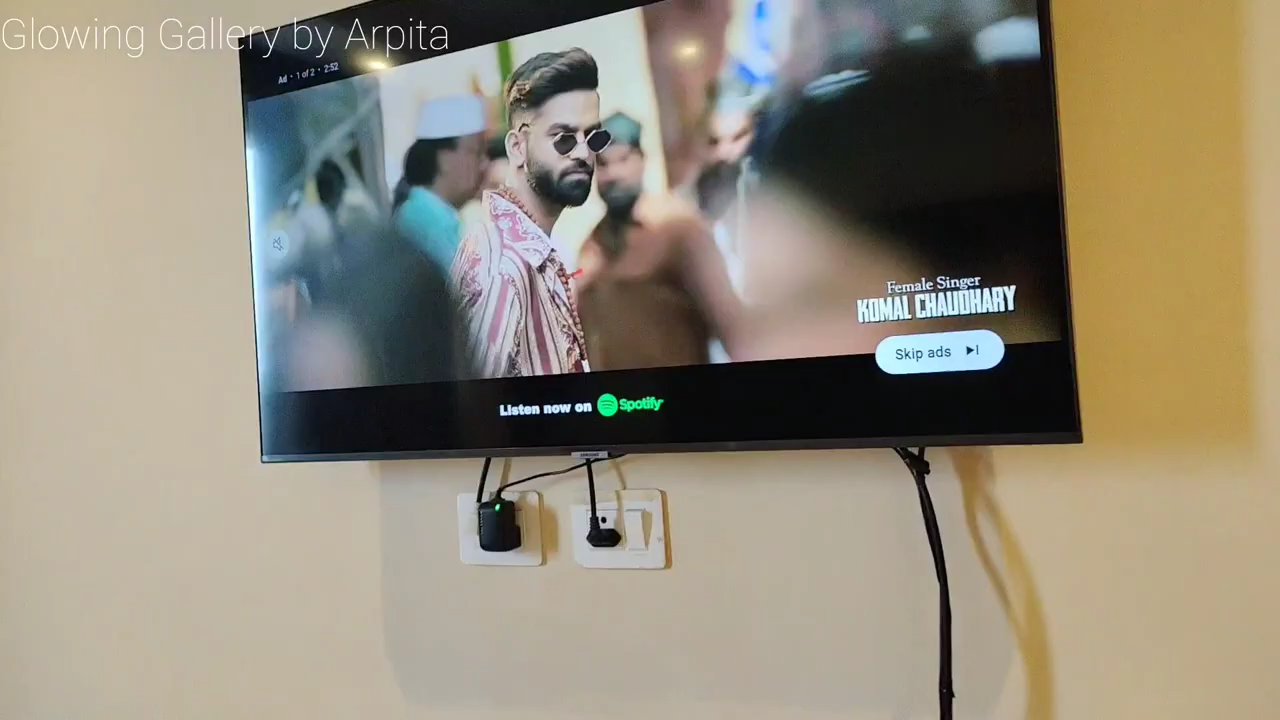 Glowing Gallery by Arpita
Ad • 1 of 2 • 2:52
Female Singer
KOMAL CHAUDHARY
Skip ads
Listen now on Spotify